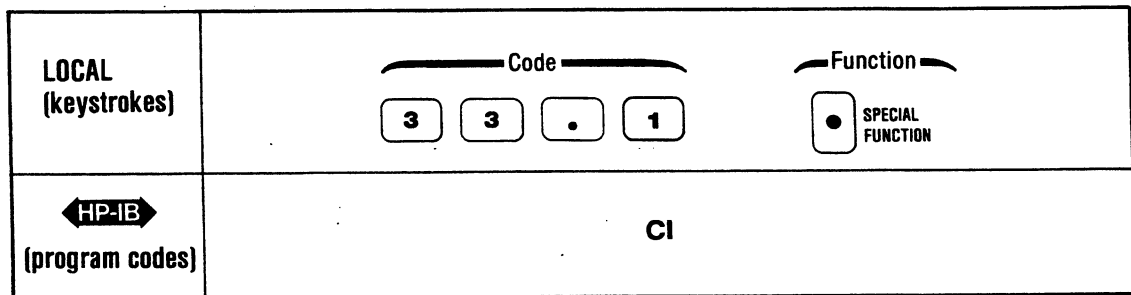 LOCAL
(keystrokes)
Code
Function
3 3 . 1
SPECIAL
FUNCTION
HP-IB
(program codes)
CI